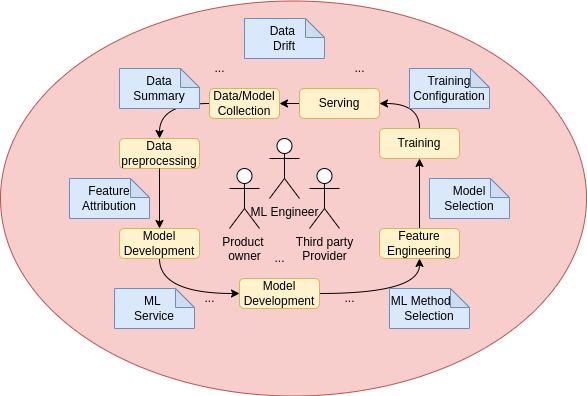 Data
Drift
...
...
Data
Summary
Data/Model
Collection
Serving
Training
Configuration
Data
preprocessing
Training
Feature
Attribution
ML Engineer
Model
Selection
Model
Development
Product
owner
Third party
Provider
Feature
Engineering
...
ML
Service
...
Model
Development
...
ML Method
Selection